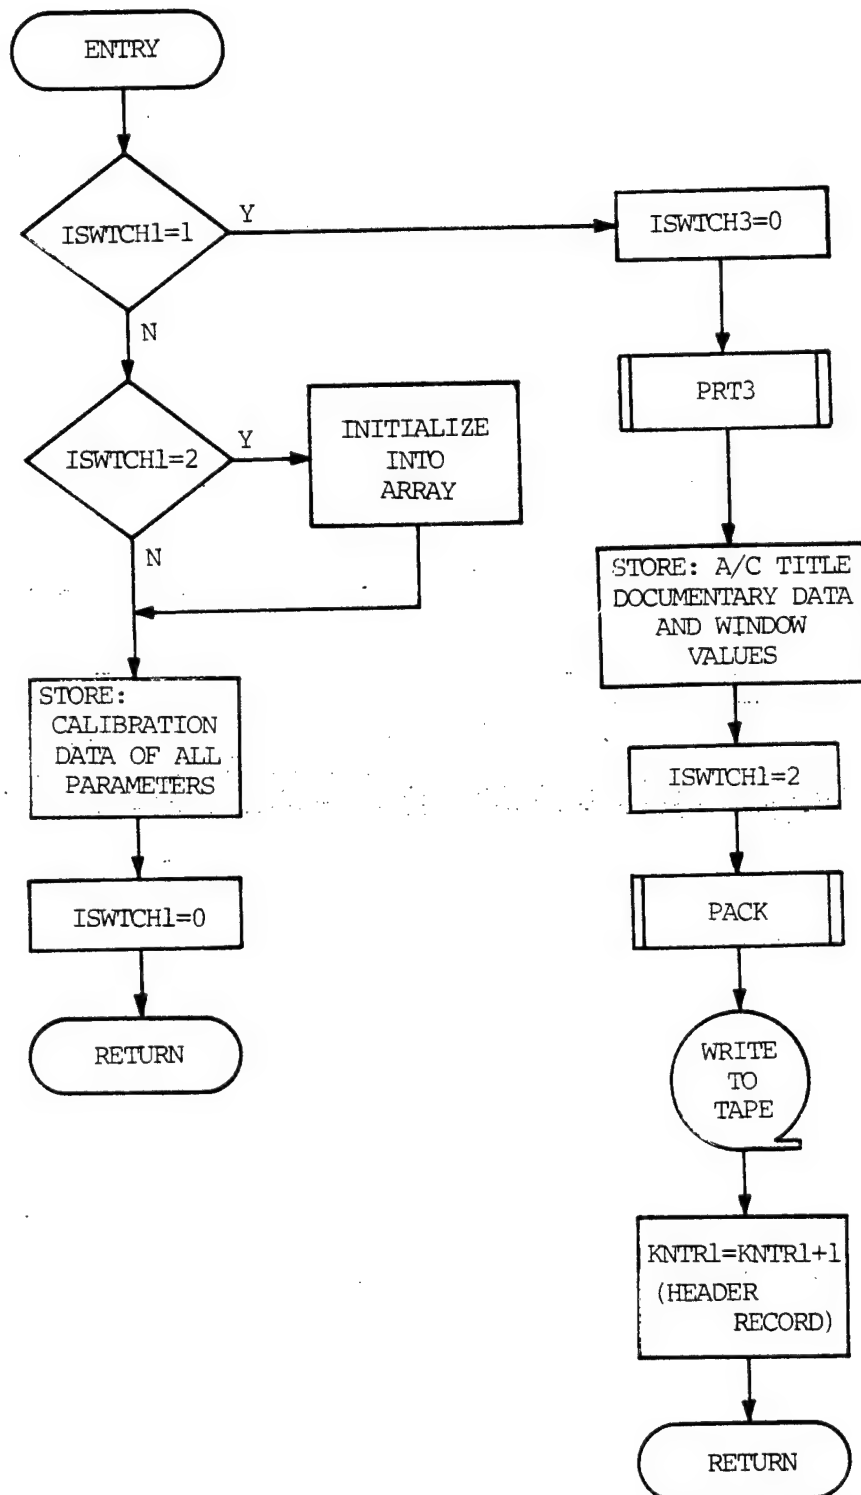 ENTRY
ISWTCH1=1
Y
N
ISWTCH1=2
Y
INITIALIZE
INTO
ARRAY
N
STORE:
CALIBRATION
DATA OF ALL
PARAMETERS
ISWTCH1=0
RETURN
ISWTCH3=0
PRT3
STORE: A/C TITLE
DOCUMENTARY DATA
AND WINDOW
VALUES
ISWTCH1=2
PACK
WRITE
TO
TAPE
KNTR1=KNTR1+1
(HEADER
RECORD)
RETURN